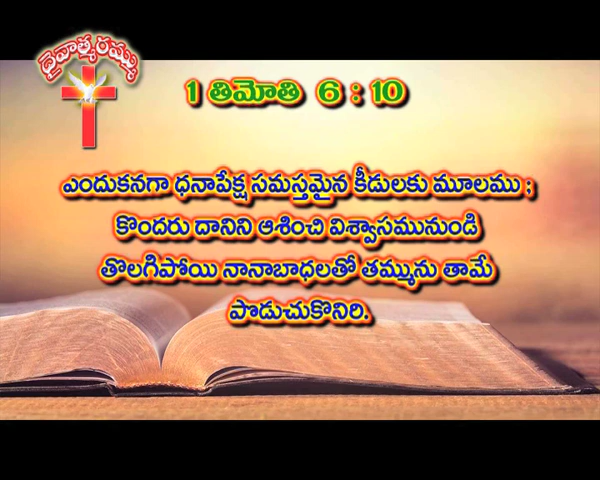 దైవాత్మరమ్ము
1 తిమోతి 6 : 10
ఎందుకనగా ధనాపేక్ష సమస్తమైన కీడులకు మూలము ;
కొందరు దానిని ఆశించి విశ్వాసమునుండి
తొలగిపోయి నానాబాధలతో తమ్మును తామే
పొడుచుకొనిరి.